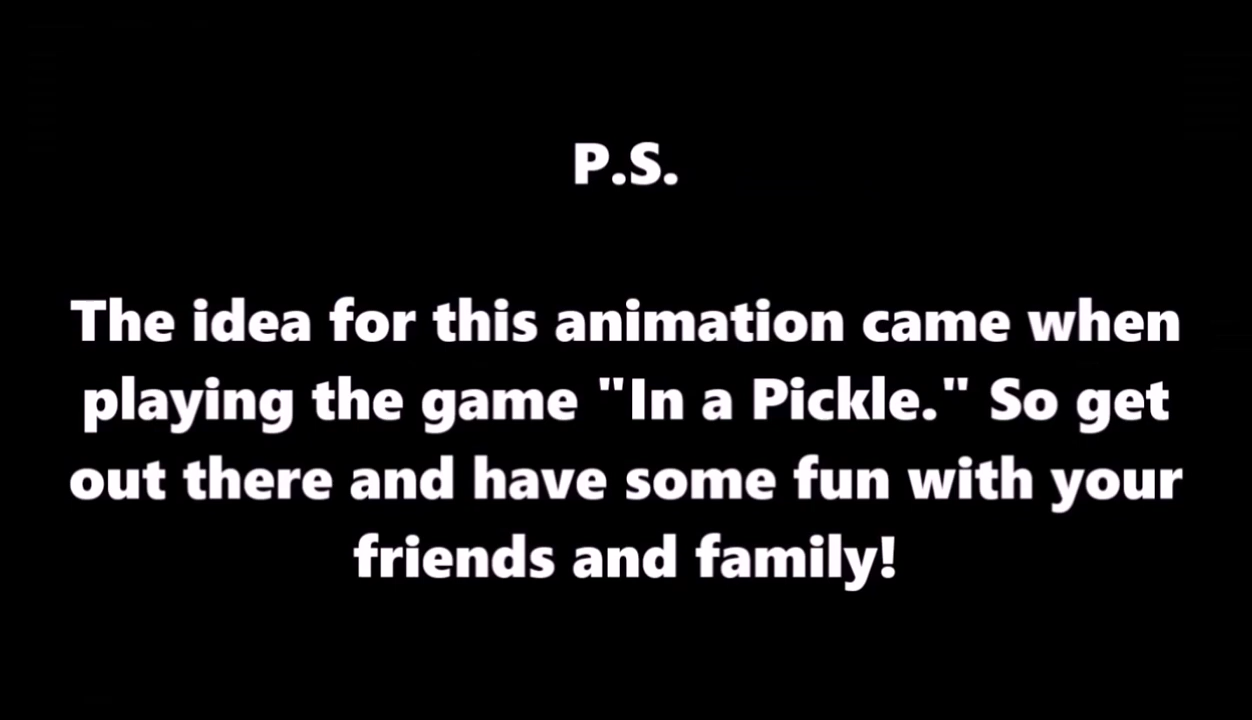 P.S.
The idea for this animation came when
playing the game "In a Pickle." So get
out there and have some fun with your
friends and family!